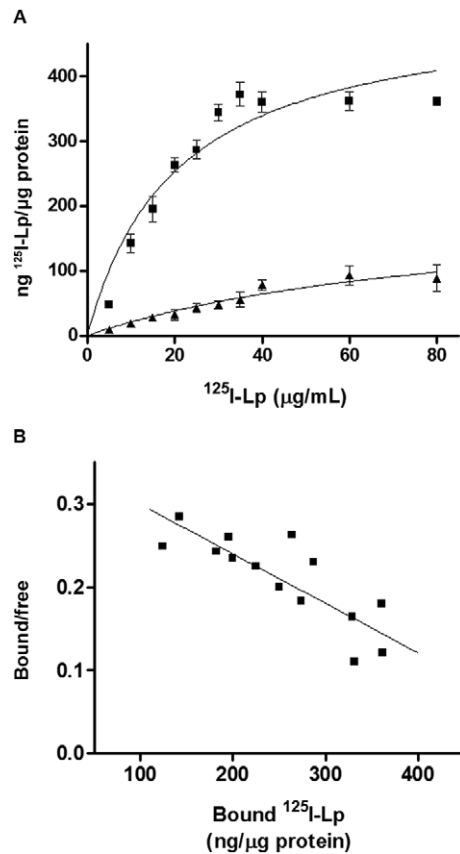 A
ng ¹²⁵I-Lp/µg protein
400
300
200
100
0
0 20 40 60 80
¹²⁵I-Lp (µg/mL)
B
Bound/free
0.3
0.2
0.1
0.0
100 200 300 400
Bound ¹²⁵I-Lp
(ng/µg protein)